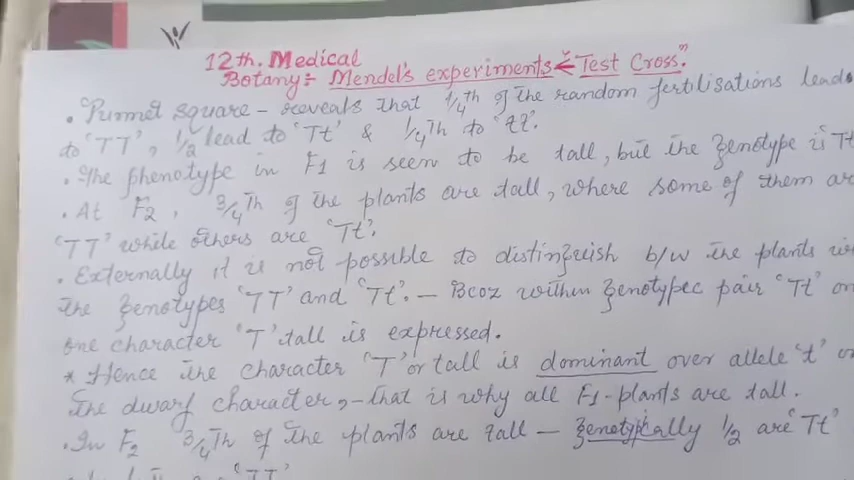 12th. Medical
Botany:- Mendel's experiments ← "Test Cross."
• Punnet square - reveals that 1/4th of the random fertilisations leads
to 'TT', 1/2 lead to 'Tt' & 1/4th to 'tt'.
• The phenotype in F1 is seen to be tall, but the genotype is Tt
• At F2, 3/4Th of the plants are tall, where some of them are
'TT' while others are 'Tt'.
• Externally it is not possible to distinguish b/w the plants
the genotypes 'TT' and 'Tt'. - Bcoz within genotypec pair 'Tt' on
one character 'T' tall is expressed.
* Hence the character 'T' or tall is dominant over allele 't' or
the dwarf character, - that is why all F1-plants are tall.
• In F2 3/4Th of the plants are tall - genotypically 1/2 are 'Tt'
'TT'